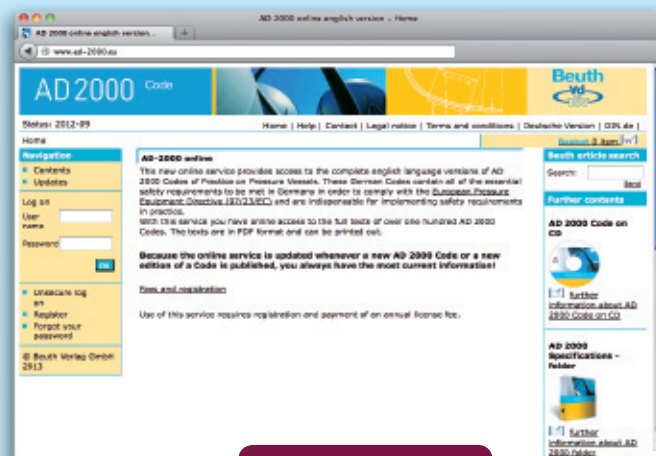 AD 2000 online english version – Home
AD 2000 online english version...
www.ad-2000.eu
AD 2000 Code
Beuth
Status: 2012-09
Home | Help | Contact | Legal notice | Terms and conditions | Deutsche Version | DIN.de |
Home
Basket 0 item
Navigation
Contents
Updates
Log on
User
name
Password
OK
Unsecure log
on
Register
Forgot your
password
© Beuth Verlag GmbH
2013
AD-2000 online
This new online service provides access to the complete english language versions of AD
2000 Codes of Practice on Pressure Vessels. These German Codes contain all of the essential
safety requirements to be met in Germany in order to comply with the European Pressure
Equipment Directive (97/23/EC) and are indispensable for implementing safety requirements
in practice.
With this service you have online access to the full texts of over one hundred AD 2000
Codes. The texts are in PDF format and can be printed out.
Because the online service is updated whenever a new AD 2000 Code or a new
edition of a Code is published, you always have the most current information!
Fees and registration
Use of this service requires registration and payment of an annual license fee.
Beuth article search
Search:
Send
Further contents
AD 2000 Code on
CD
further
information about AD
2000 Code on CD
AD 2000
Specifications –
folder
further
information about AD
2000 folder